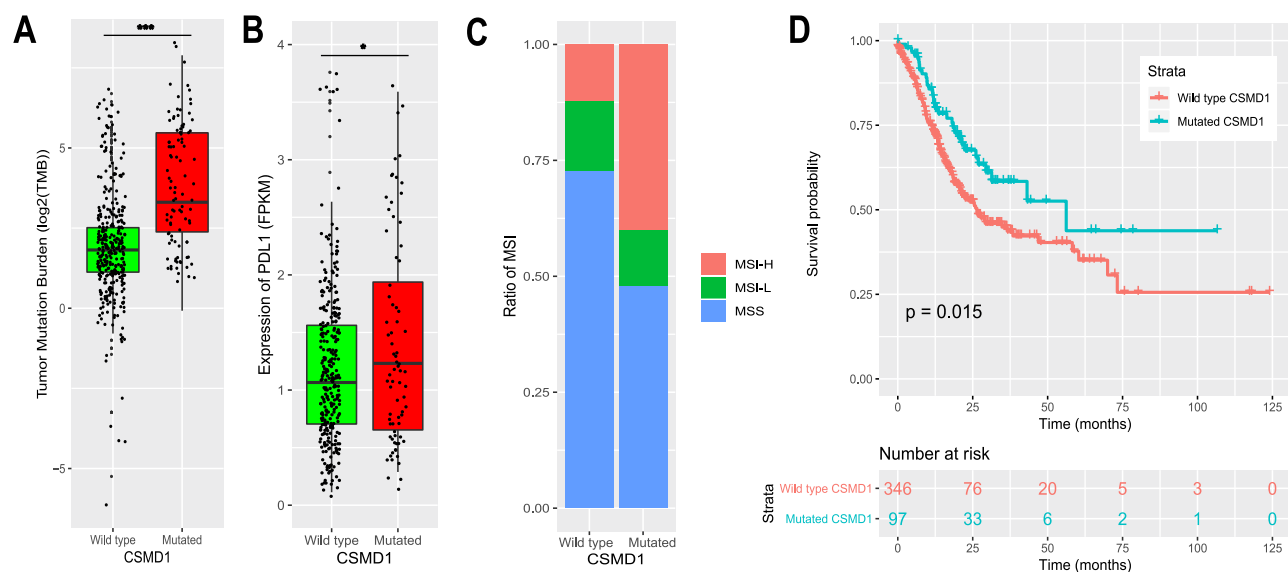 A
Tumor Mutation Burden (log2(TMB))
5
0
−5
***
Wild type Mutated
CSMD1
B
Expression of PDL1 (FPKM)
4
3
2
1
0
*
Wild type Mutated
CSMD1
C
Ratio of MSI
1.00
0.75
0.50
0.25
0.00
Wild type Mutated
CSMD1
MSI-H
MSI-L
MSS
D
Survival probability
1.00
0.75
0.50
0.25
0.00
Strata
Wild type CSMD1
Mutated CSMD1
p = 0.015
0 25 50 75 100 125
Time (months)
Number at risk
Strata
Wild type CSMD1 346 76 20 5 3 0
Mutated CSMD1 97 33 6 2 1 0
0 25 50 75 100 125
Time (months)